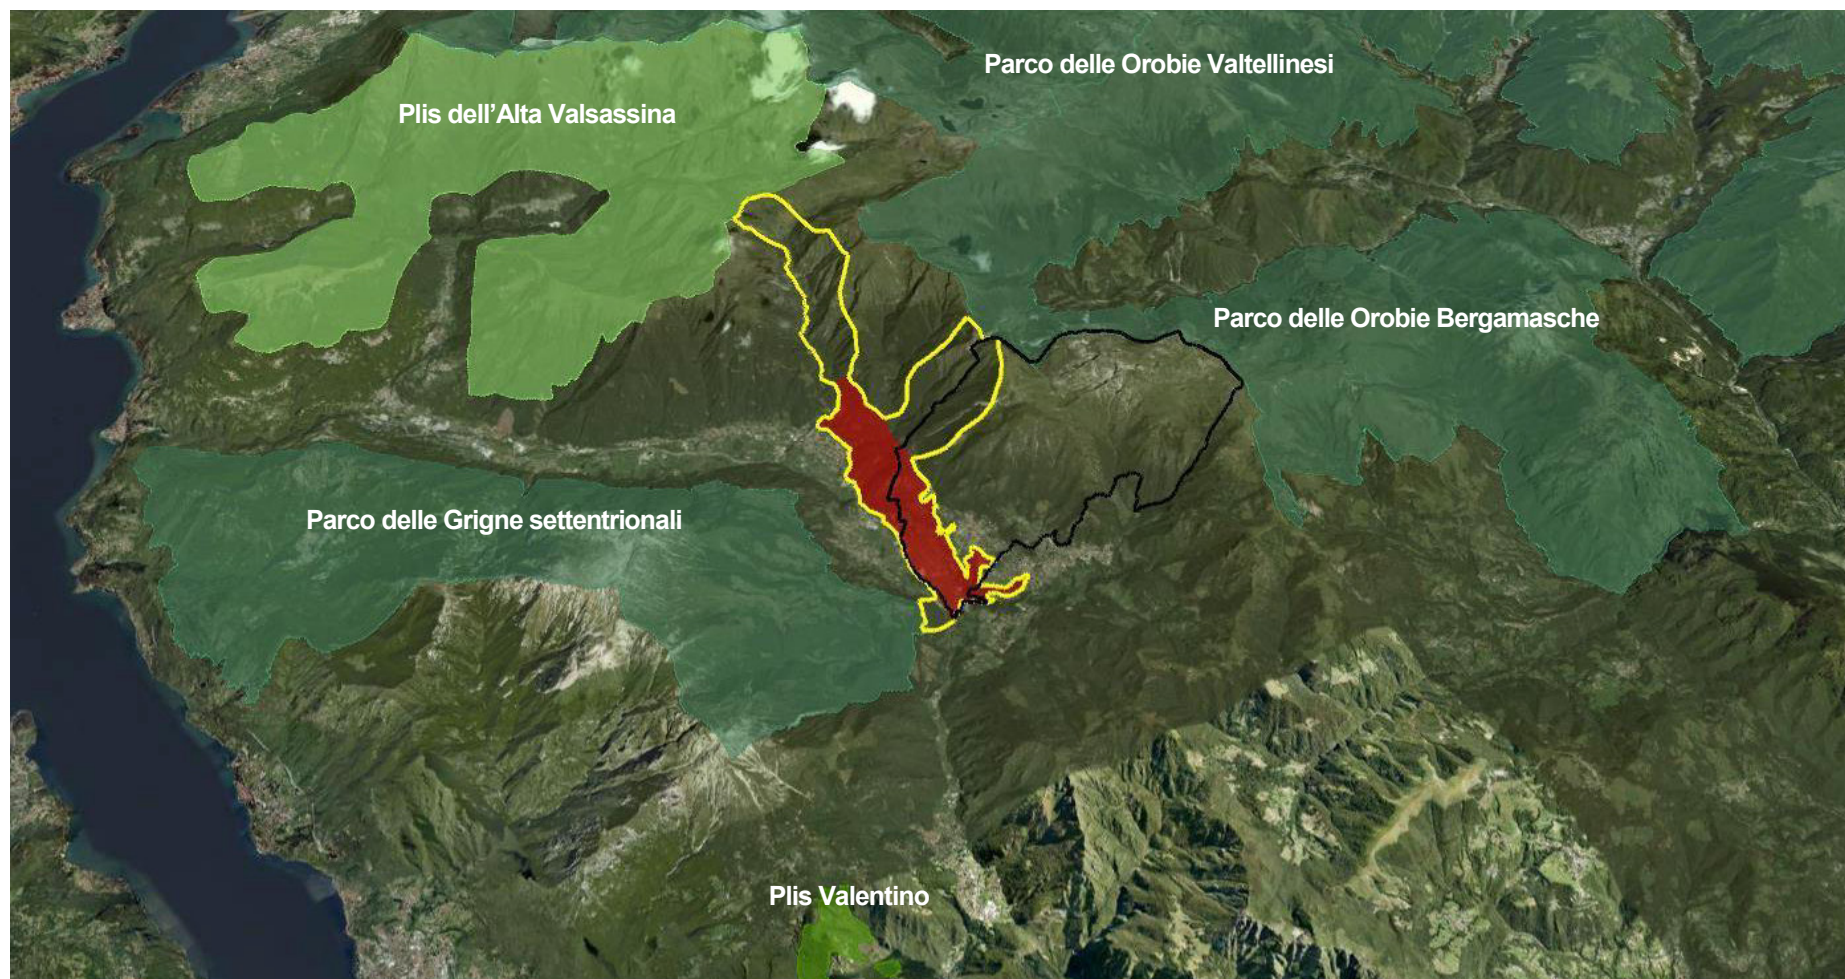 Parco delle Orobie Valtellinesi
Plis dell'Alta Valsassina
Parco delle Orobie Bergamasche
Parco delle Grigne settentrionali
Plis Valentino